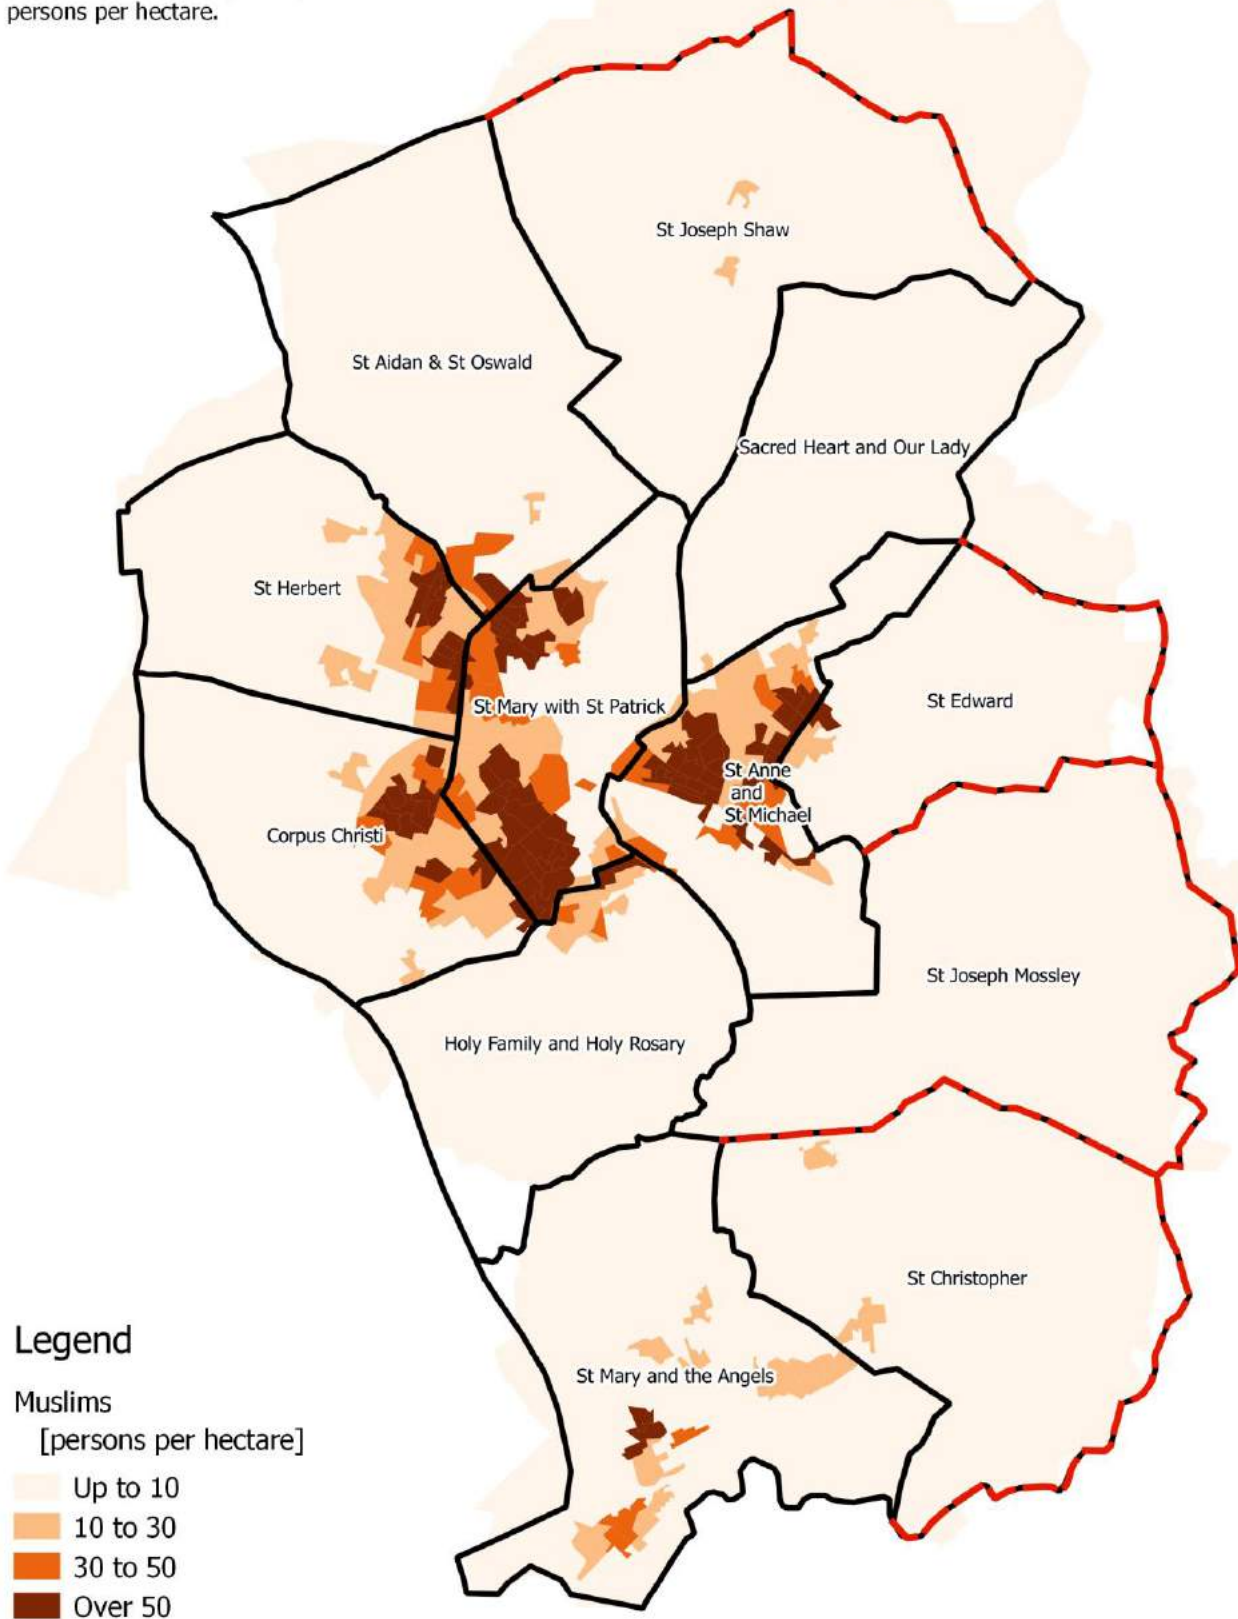 persons per hectare.
St Joseph Shaw
St Aidan & St Oswald
Sacred Heart and Our Lady
St Herbert
St Mary with St Patrick
St Edward
St Anne
and
St Michael
Corpus Christi
St Joseph Mossley
Holy Family and Holy Rosary
St Christopher
St Mary and the Angels
Legend
Muslims
[persons per hectare]
Up to 10
10 to 30
30 to 50
Over 50